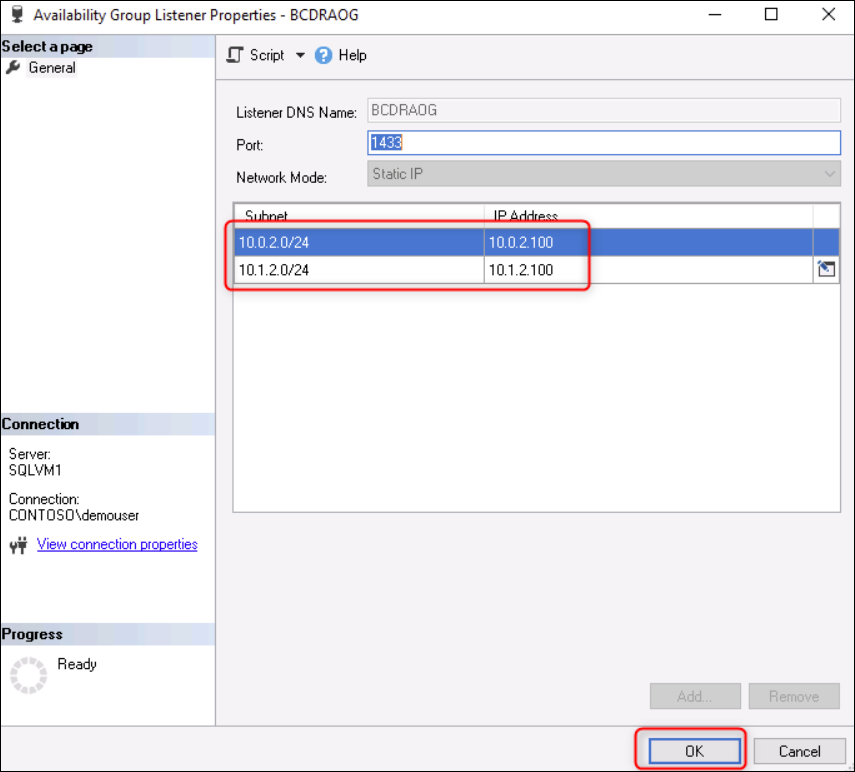 Availability Group Listener Properties - BCDRAOG
Select a page
General
Script
Help
Listener DNS Name: BCDRAOG
Port: 1433
Network Mode: Static IP
Subnet IP Address
10.0.2.0/24 10.0.2.100
10.1.2.0/24 10.1.2.100
Connection
Server:
SQLVM1
Connection:
CONTOSO\demouser
View connection properties
Progress
Ready
Add...
Remove
OK
Cancel